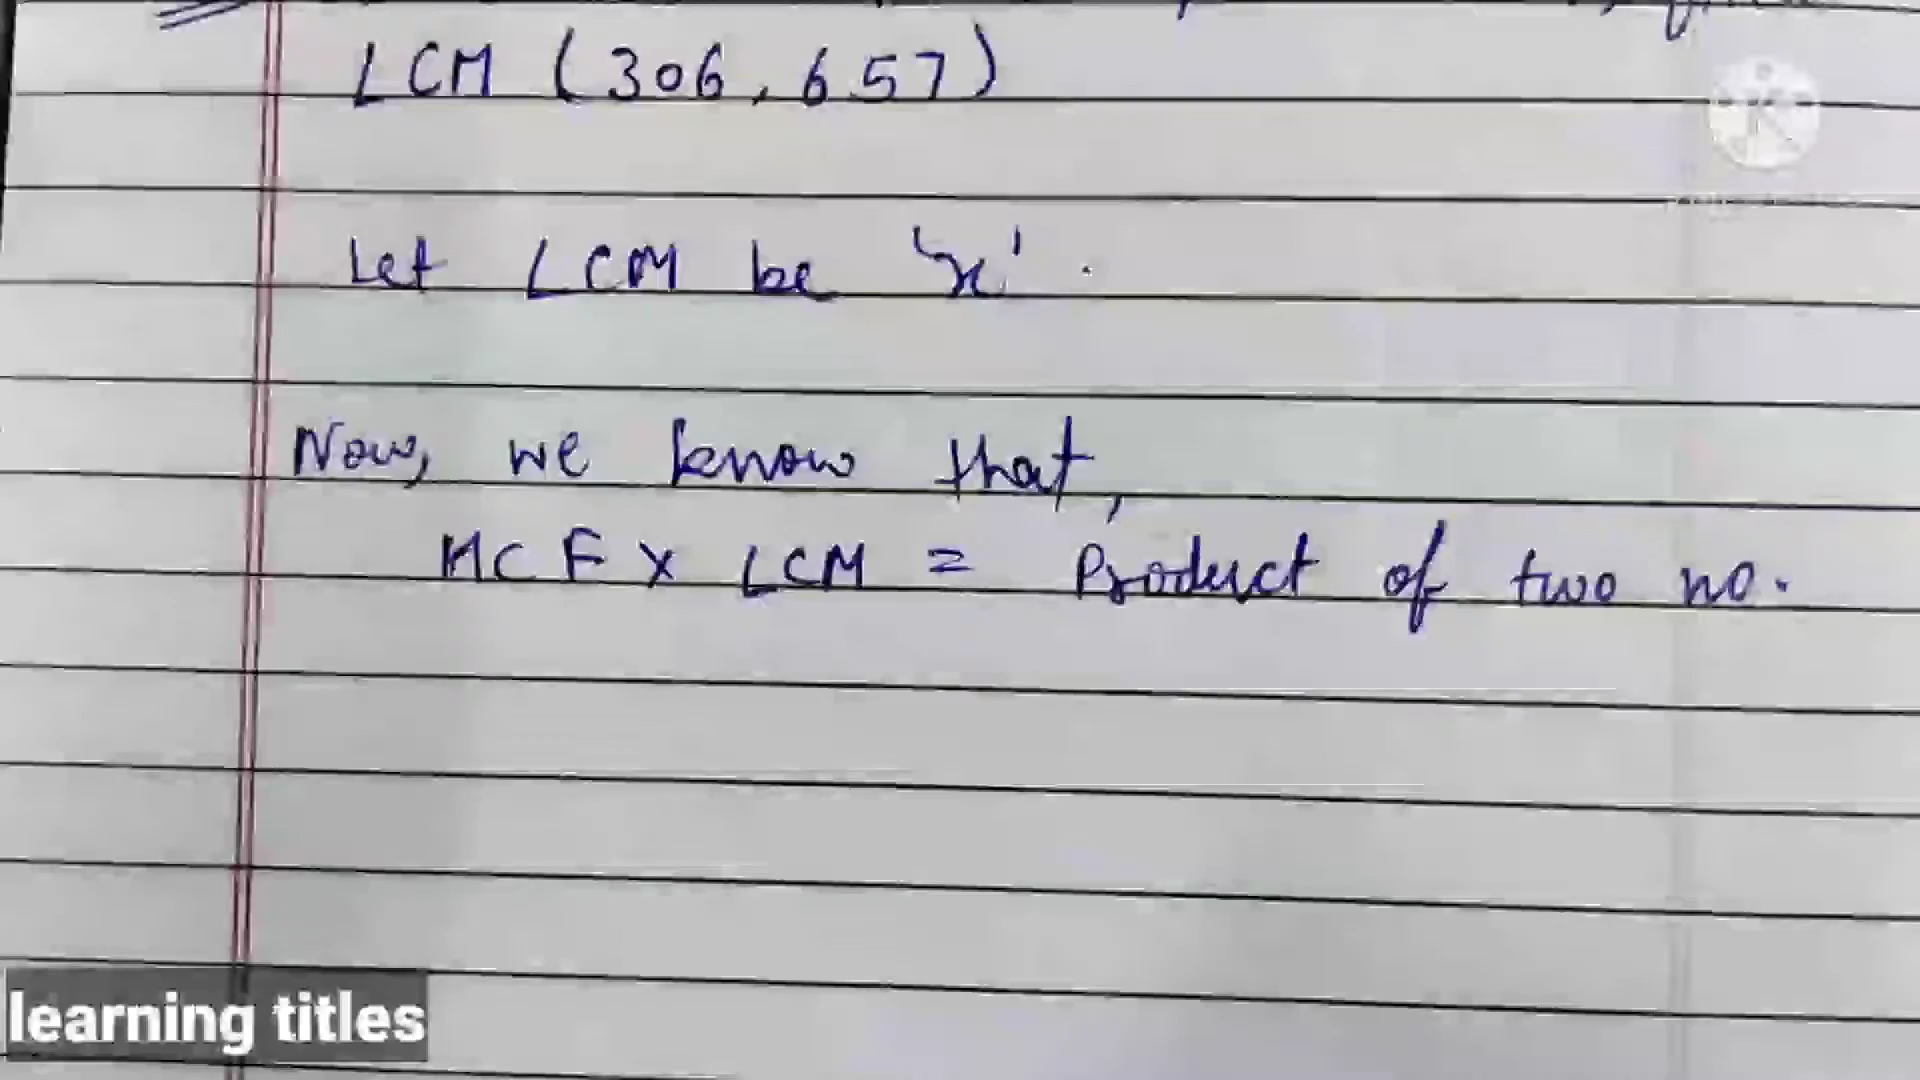 LCM (306, 657)
Let LCM be 'x'.
Now, we know that,
HCF x LCM = Product of two no.
learning titles